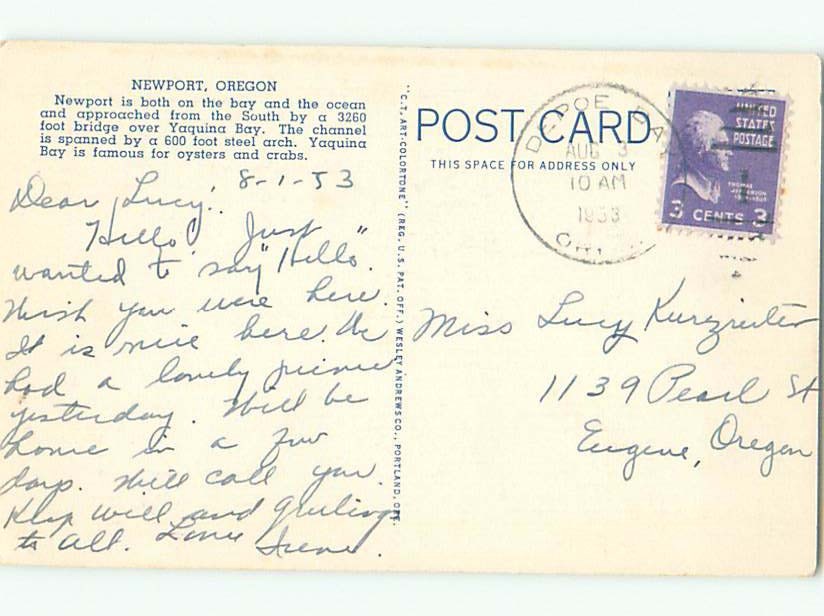 NEWPORT, OREGON
Newport is both on the bay and the ocean
and approached from the South by a 3260
foot bridge over Yaquina Bay. The channel
is spanned by a 600 foot steel arch. Yaquina
Bay is famous for oysters and crabs.
8-1-53
Dear Lucy:
Hello! Just
wanted to say "Hello".
Wish you were here.
It is nice here. We
had a lovely picnic
yesterday. Will be
home in a few
days. Will call you.
Keep well and greetings
to all. Love Irene.
"C.T. ART-COLORTONE" (REG. U.S. PAT. OFF.) WESLEY ANDREWS CO., PORTLAND, ORE.
POST CARD
THIS SPACE FOR ADDRESS ONLY
DEPOE BAY
AUG 3
10 AM
1953
UNITED
STATES
POSTAGE
THOMAS
JEFFERSON
3 CENTS 3
Miss Lucy
1139 Pearl St
Eugene, Oregon